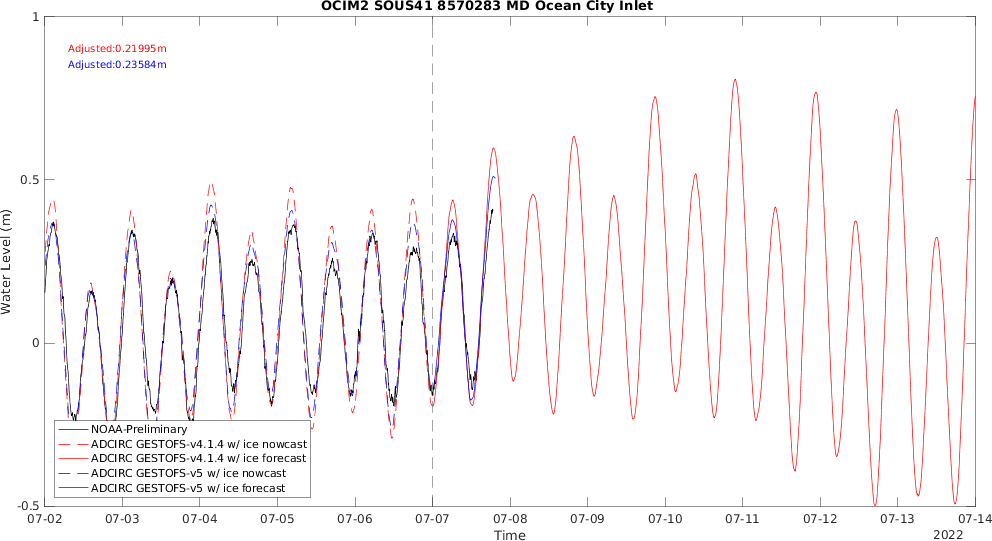 OCIM2 SOUS41 8570283 MD Ocean City Inlet
Adjusted:0.21995m
Adjusted:0.23584m
1
0.5
0
-0.5
Water Level (m)
NOAA-Preliminary
ADCIRC GESTOFS-v4.1.4 w/ ice nowcast
ADCIRC GESTOFS-v4.1.4 w/ ice forecast
ADCIRC GESTOFS-v5 w/ ice nowcast
ADCIRC GESTOFS-v5 w/ ice forecast
07-02 07-03 07-04 07-05 07-06 07-07 07-08 07-09 07-10 07-11 07-12 07-13 07-14
Time
2022